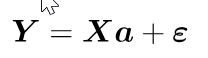 Y = Xa + ε